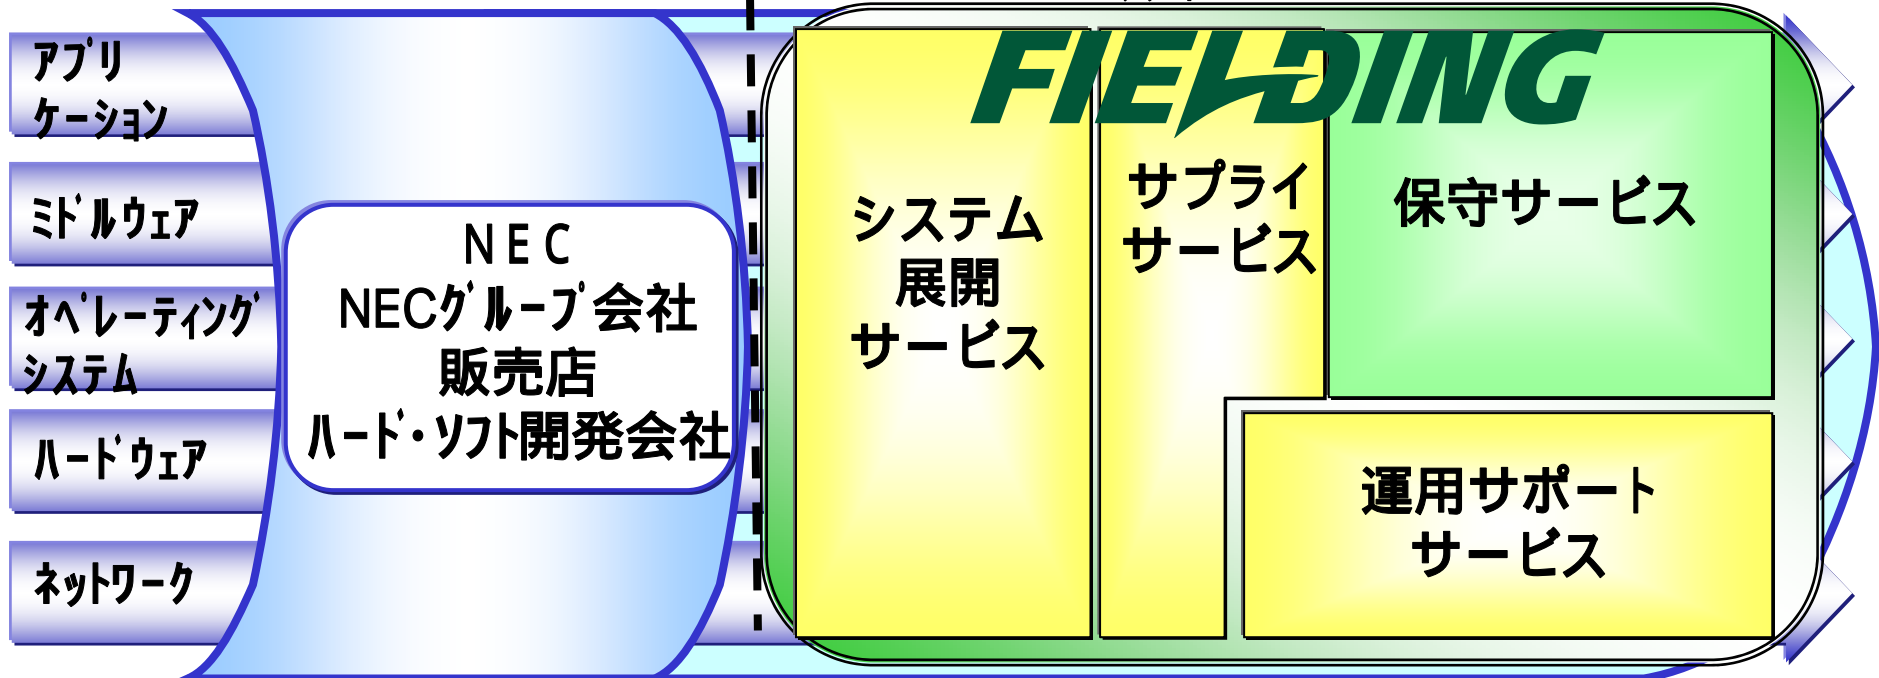 アプリ
ケーション
ミドルウェア
オペレーティング
システム
ハードウェア
ネットワーク
ＮＥＣ
NECグループ会社
販売店
ハード・ソフト開発会社
FIELDING
システム
展開
サービス
サプライ
サービス
保守サービス
運用サポート
サービス